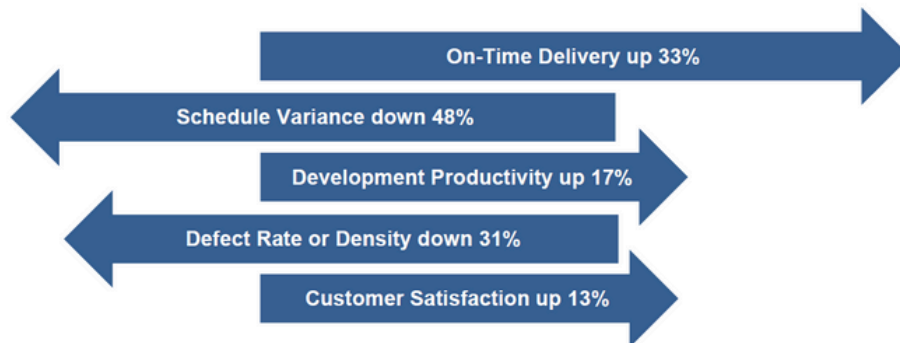 On-Time Delivery up 33%
Schedule Variance down 48%
Development Productivity up 17%
Defect Rate or Density down 31%
Customer Satisfaction up 13%